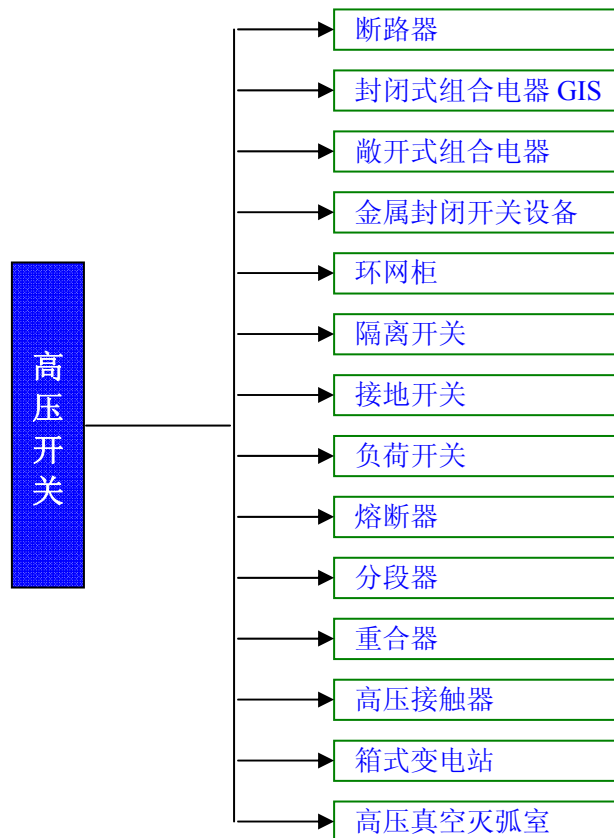 断路器
封闭式组合电器 GIS
敞开式组合电器
金属封闭开关设备
环网柜
隔离开关
接地开关
高压开关
负荷开关
熔断器
分段器
重合器
高压接触器
箱式变电站
高压真空灭弧室